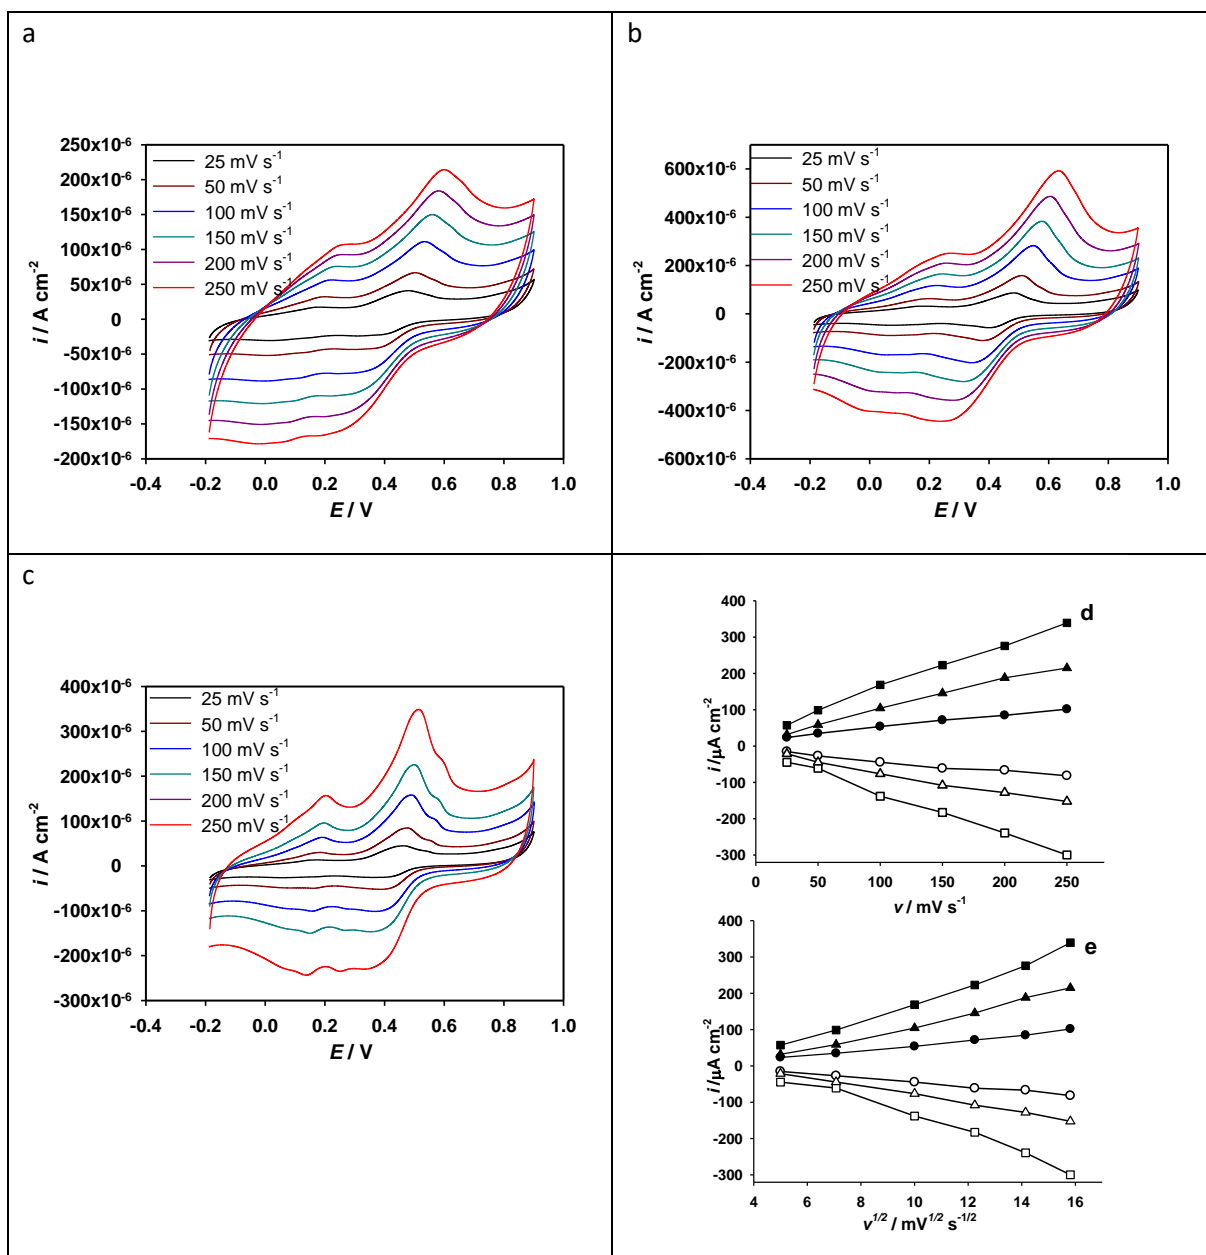 a
250x10⁻⁶
200x10⁻⁶
150x10⁻⁶
100x10⁻⁶
50x10⁻⁶
0
-50x10⁻⁶
-100x10⁻⁶
-150x10⁻⁶
-200x10⁻⁶
i / A cm⁻²
25 mV s⁻¹
50 mV s⁻¹
100 mV s⁻¹
150 mV s⁻¹
200 mV s⁻¹
250 mV s⁻¹
-0.4 -0.2 0.0 0.2 0.4 0.6 0.8 1.0
E / V
b
600x10⁻⁶
400x10⁻⁶
200x10⁻⁶
0
-200x10⁻⁶
-400x10⁻⁶
-600x10⁻⁶
i / A cm⁻²
25 mV s⁻¹
50 mV s⁻¹
100 mV s⁻¹
150 mV s⁻¹
200 mV s⁻¹
250 mV s⁻¹
-0.4 -0.2 0.0 0.2 0.4 0.6 0.8 1.0
E / V
c
400x10⁻⁶
300x10⁻⁶
200x10⁻⁶
100x10⁻⁶
0
-100x10⁻⁶
-200x10⁻⁶
-300x10⁻⁶
i / A cm⁻²
25 mV s⁻¹
50 mV s⁻¹
100 mV s⁻¹
150 mV s⁻¹
200 mV s⁻¹
250 mV s⁻¹
-0.4 -0.2 0.0 0.2 0.4 0.6 0.8 1.0
E / V
d
400
300
200
100
0
-100
-200
-300
i /µA cm⁻²
0 50 100 150 200 250
v / mV s⁻¹
e
400
300
200
100
0
-100
-200
-300
i /µA cm⁻²
4 6 8 10 12 14 16
v¹ᐟ² / mV¹ᐟ² s⁻¹ᐟ²